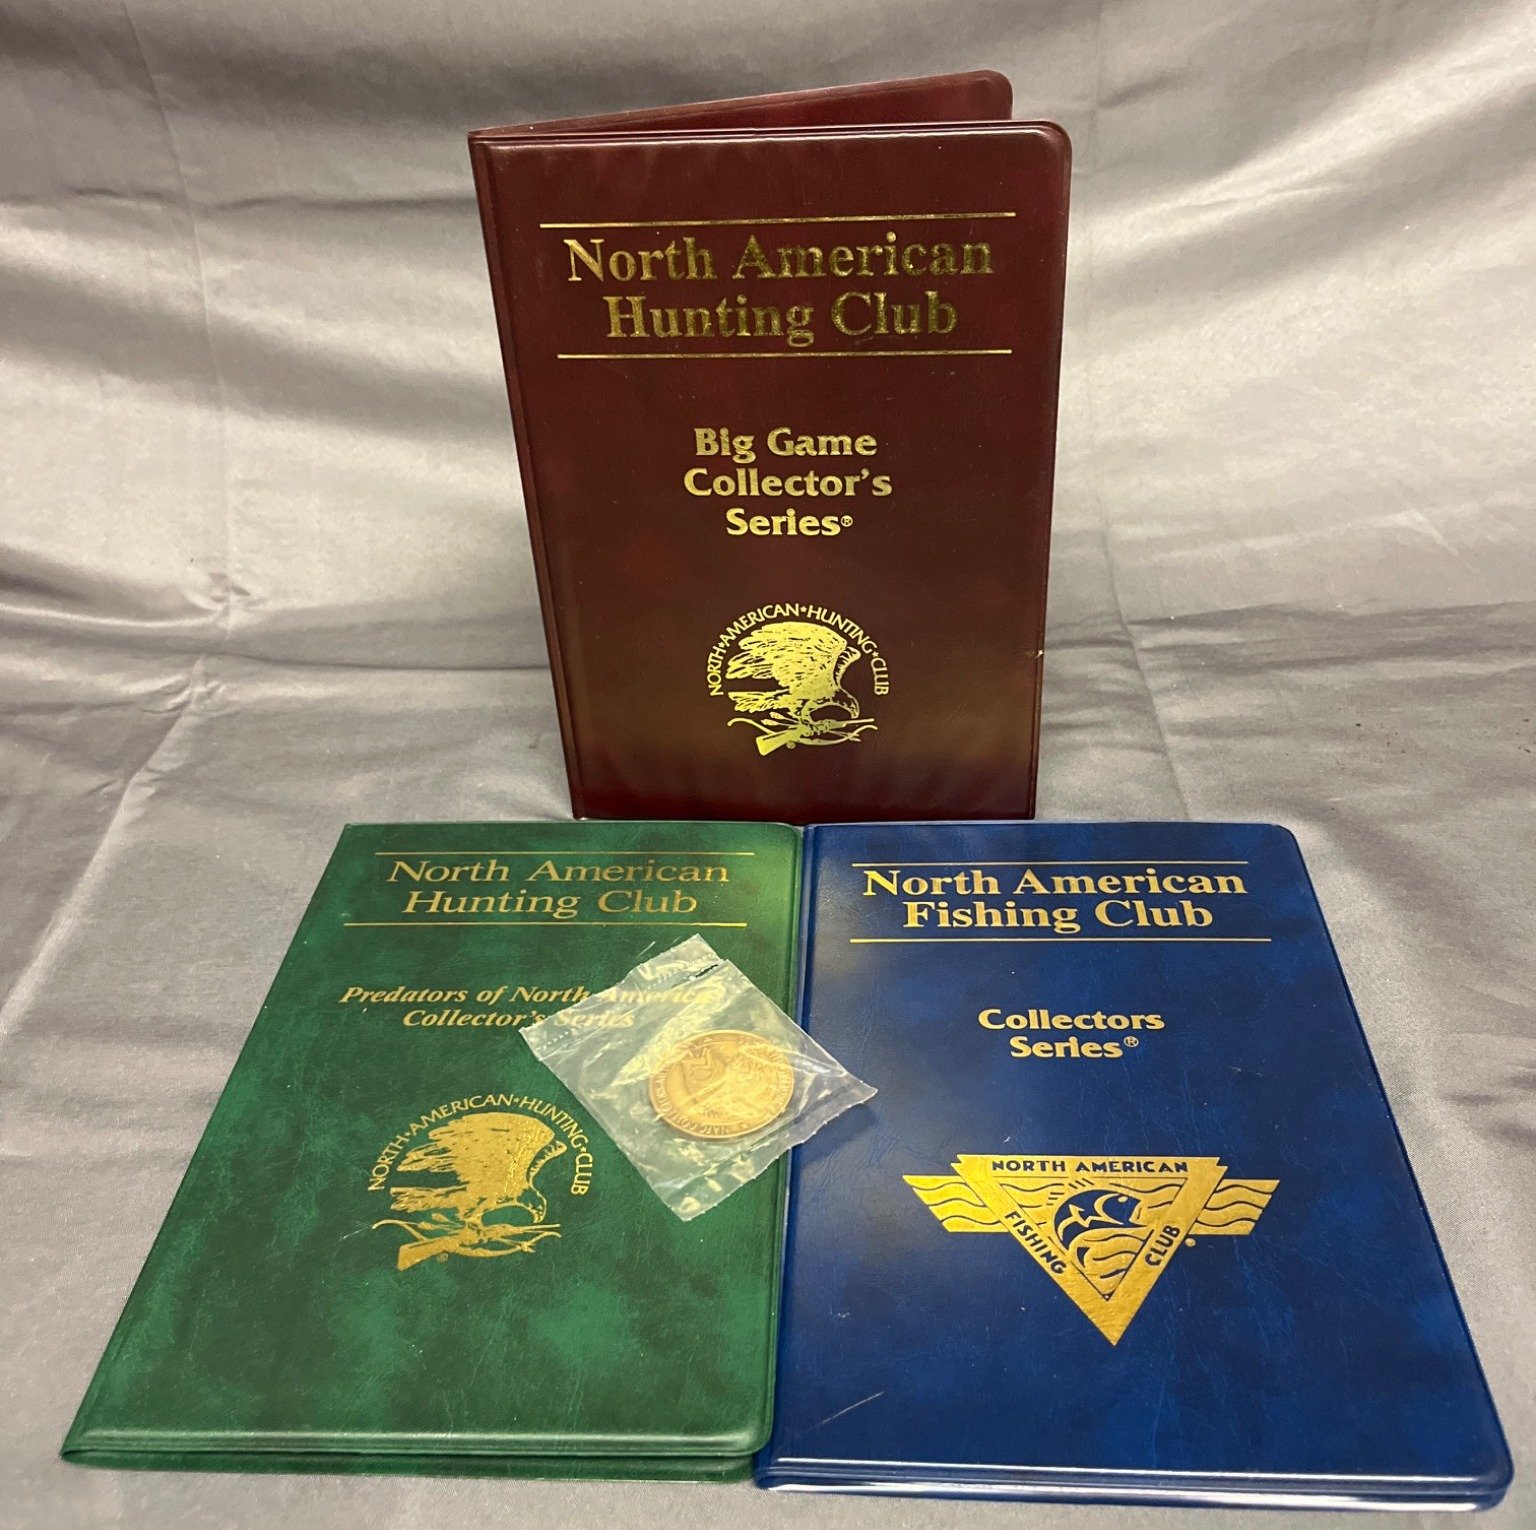 North American
Hunting Club
Big Game
Collector's
Series®
NORTH★AMERICAN★HUNTING★CLUB
®
North American
Hunting Club
Predators of North America
Collector's Series
NORTH★AMERICAN★HUNTING★CLUB
®
North American
Fishing Club
Collectors
Series®
NORTH AMERICAN
FISHING
CLUB
®